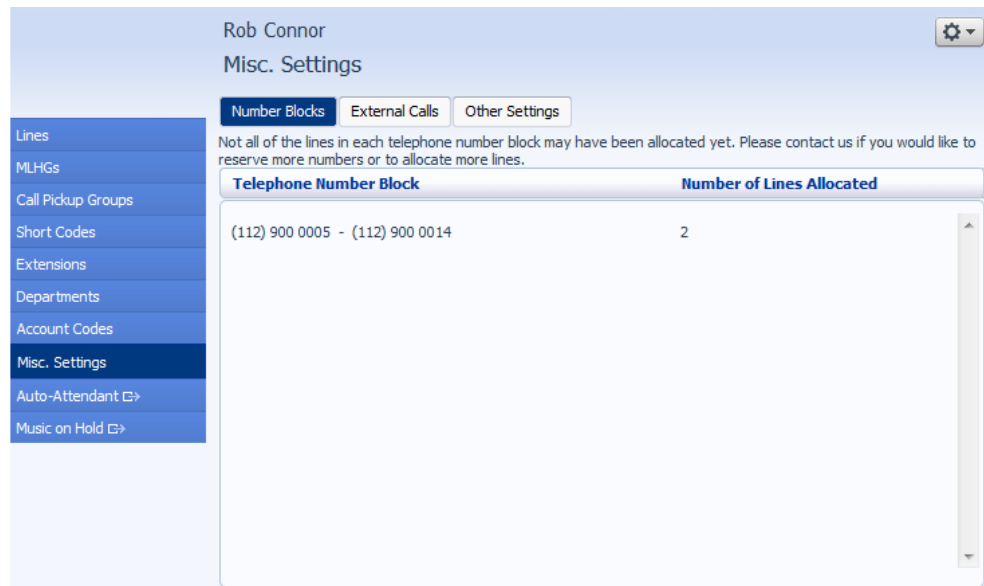 Rob Connor
Misc. Settings
Number Blocks External Calls Other Settings
Not all of the lines in each telephone number block may have been allocated yet. Please contact us if you would like to
reserve more numbers or to allocate more lines.
Telephone Number Block Number of Lines Allocated
(112) 900 0005 - (112) 900 0014 2
Lines
MLHGs
Call Pickup Groups
Short Codes
Extensions
Departments
Account Codes
Misc. Settings
Auto-Attendant
Music on Hold